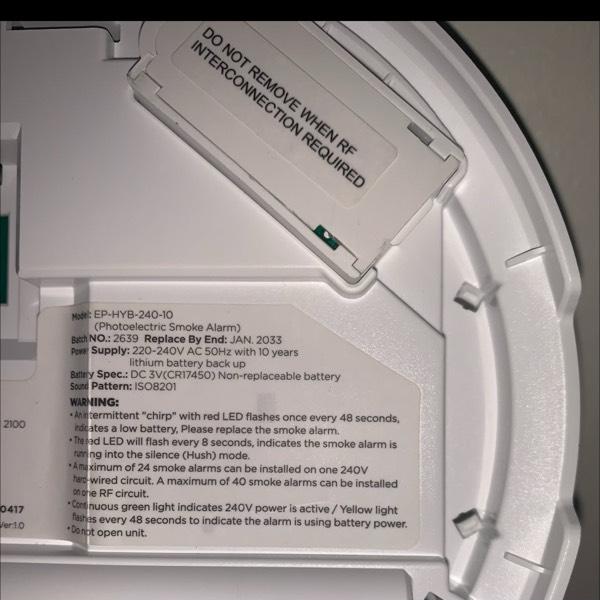 DO NOT REMOVE WHEN RF
INTERCONNECTION REQUIRED
Model: EP-HYB-240-10
(Photoelectric Smoke Alarm)
Batch NO.: 2639 Replace By End: JAN. 2033
Power Supply: 220-240V AC 50Hz with 10 years
lithium battery back up
Battery Spec.: DC 3V(CR17450) Non-replaceable battery
Sound Pattern: ISO8201
WARNING:
• An intermittent "chirp" with red LED flashes once every 48 seconds,
indicates a low battery, Please replace the smoke alarm.
• The red LED will flash every 8 seconds, indicates the smoke alarm is
running into the silence (Hush) mode.
• A maximum of 24 smoke alarms can be installed on one 240V
hard-wired circuit. A maximum of 40 smoke alarms can be installed
on one RF circuit.
• Continuous green light indicates 240V power is active / Yellow light
flashes every 48 seconds to indicate the alarm is using battery power.
• Do not open unit.
2100
0417
Ver:1.0